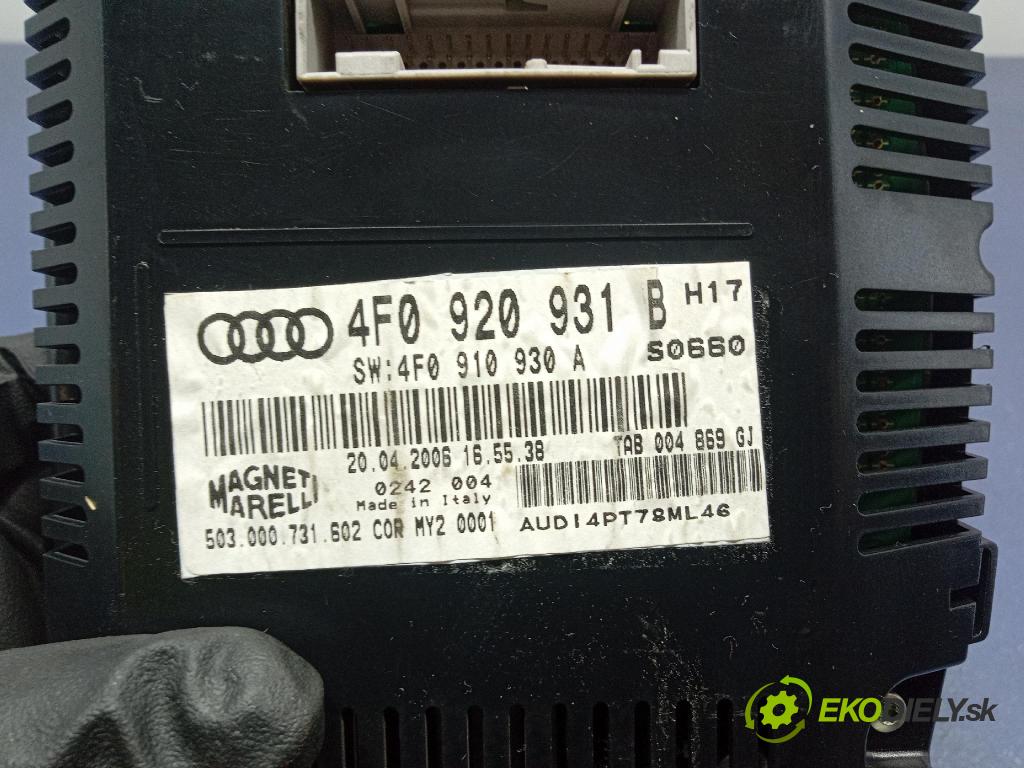 4F0 920 931 B H17
SW:4F0 910 930 A S0660
20.04.2006 16.55.38 TAB 004 869 GJ
MAGNETI
MARELLI
0242 004
Made in Italy
503.000.731.602 COR MY2 0001 AUDI4PT78ML46
EKODIELY.sk